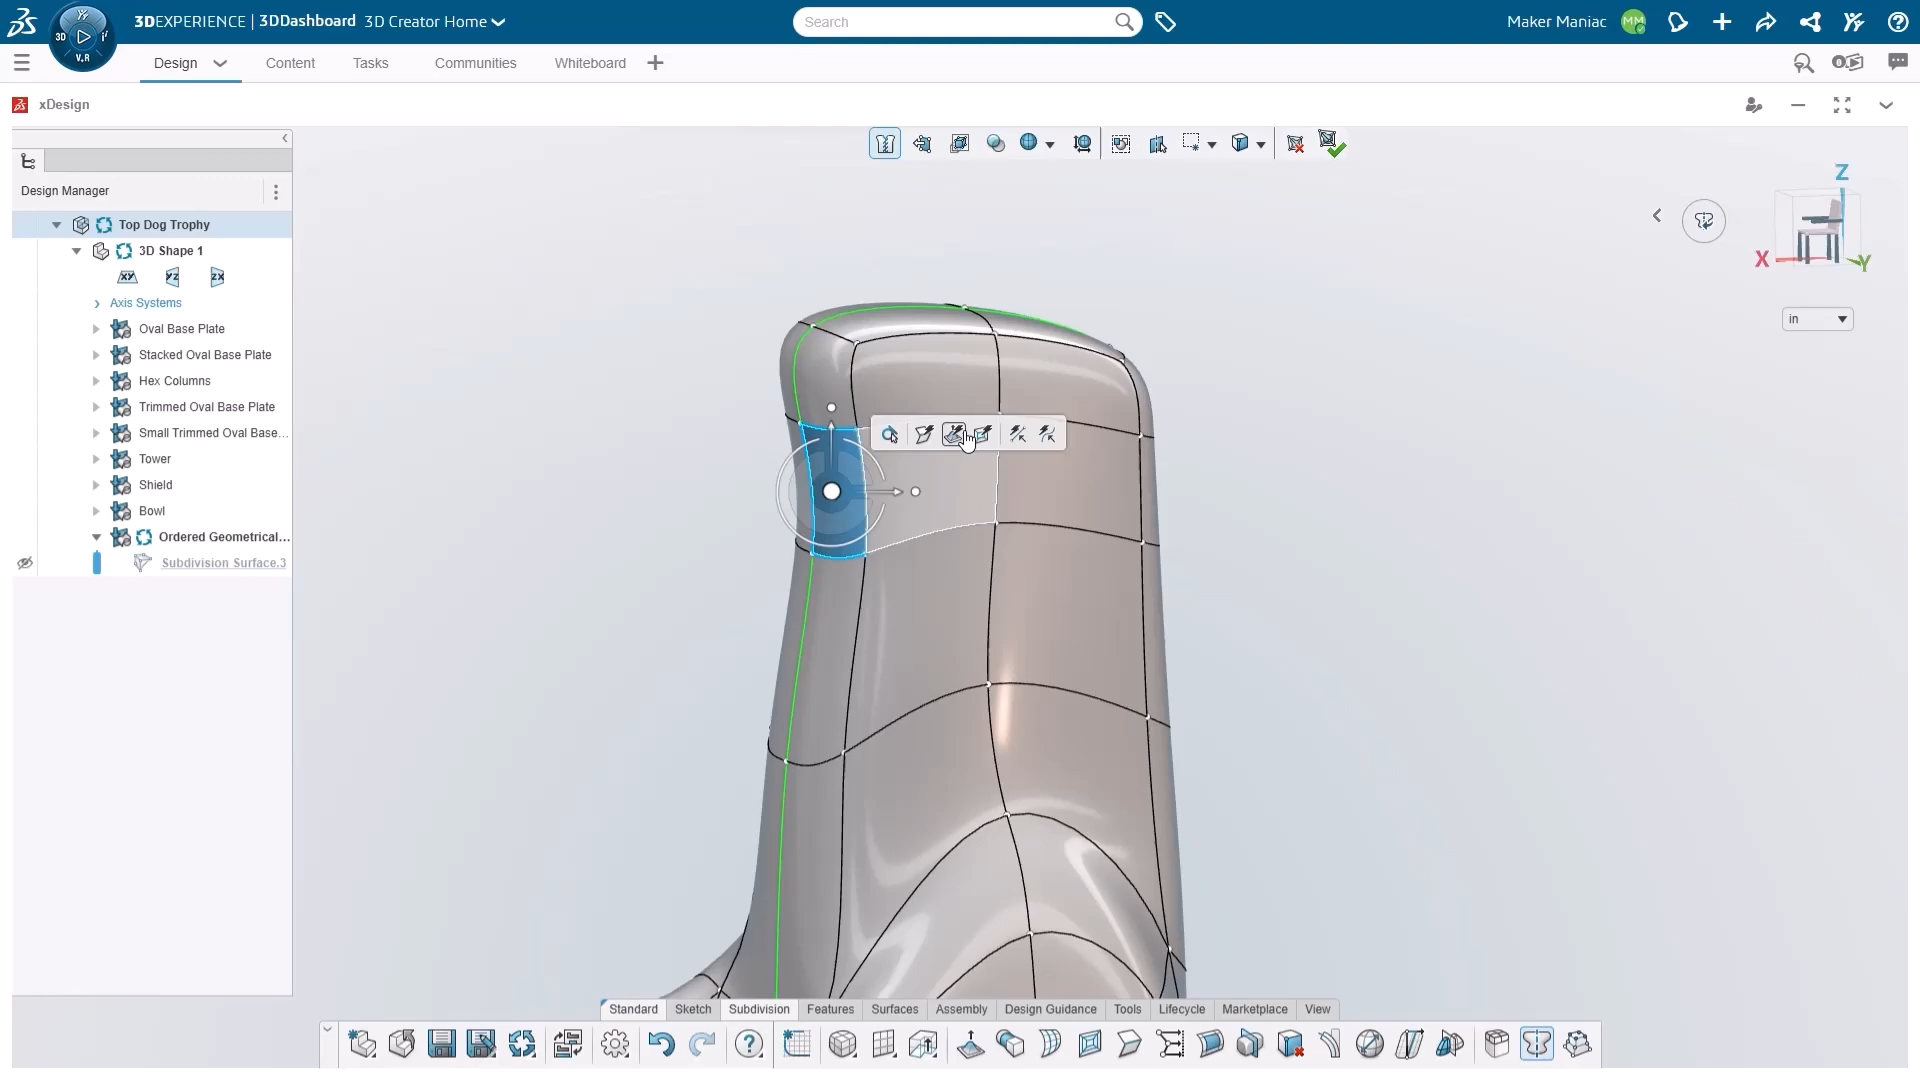 3DEXPERIENCE | 3DDashboard 3D Creator Home
Search
Maker Maniac MM
3D
V.R
Design
Content
Tasks
Communities
Whiteboard
xDesign
Design Manager
Top Dog Trophy
3D Shape 1
XY YZ ZX
Axis Systems
Oval Base Plate
Stacked Oval Base Plate
Hex Columns
Trimmed Oval Base Plate
Small Trimmed Oval Base...
Tower
Shield
Bowl
Ordered Geometrical...
Subdivision Surface.3
Z
X
Y
in
Standard Sketch Subdivision Features Surfaces Assembly Design Guidance Tools Lifecycle Marketplace View